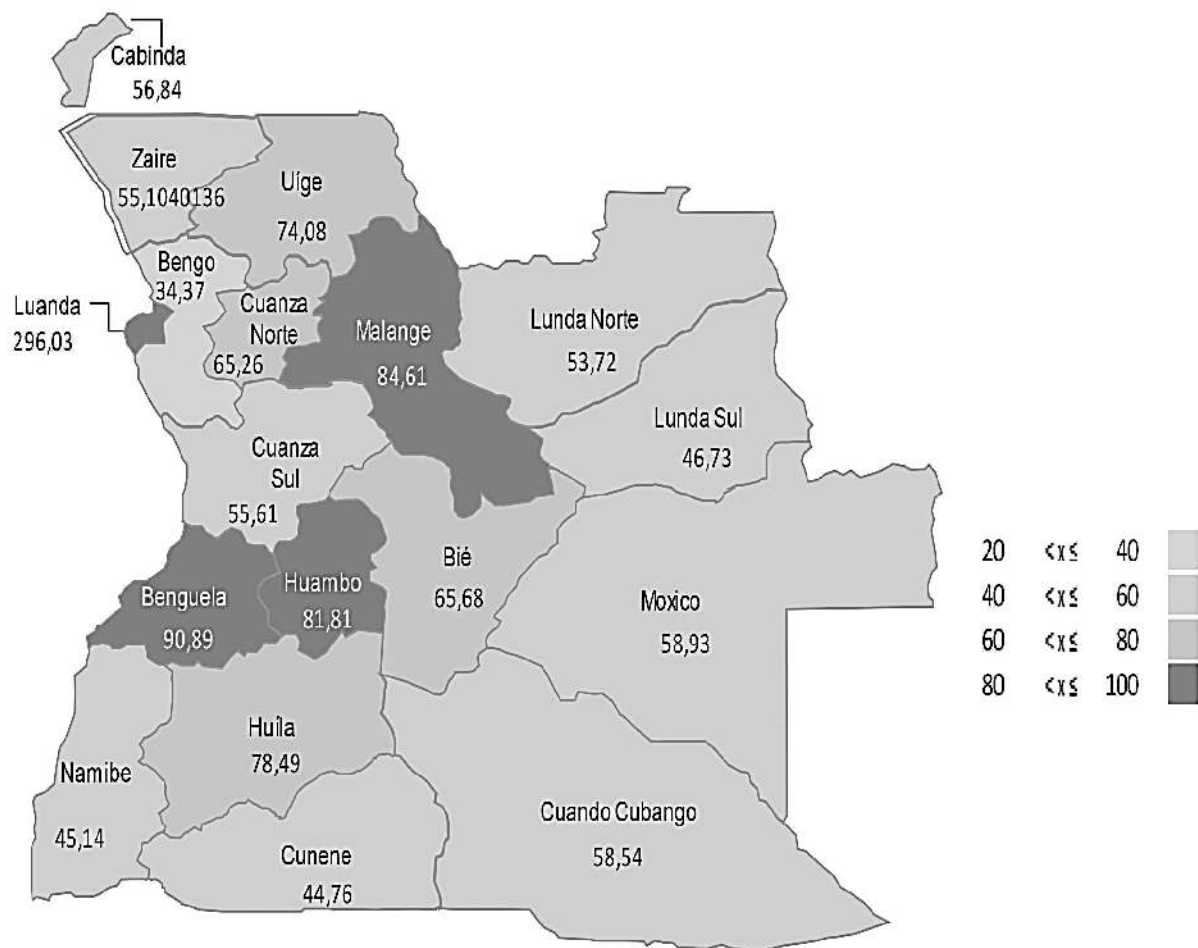 Cabinda
56,84
Zaire
55,1040136
Uíge
74,08
Bengo
34,37
Luanda
296,03
Cuanza
Norte
65,26
Malange
84,61
Lunda Norte
53,72
Lunda Sul
46,73
Cuanza
Sul
55,61
Benguela
90,89
Huambo
81,81
Bié
65,68
Moxico
58,93
20 <x≤ 40
40 <x≤ 60
60 <x≤ 80
80 <x≤ 100
Huíla
78,49
Namibe
45,14
Cunene
44,76
Cuando Cubango
58,54